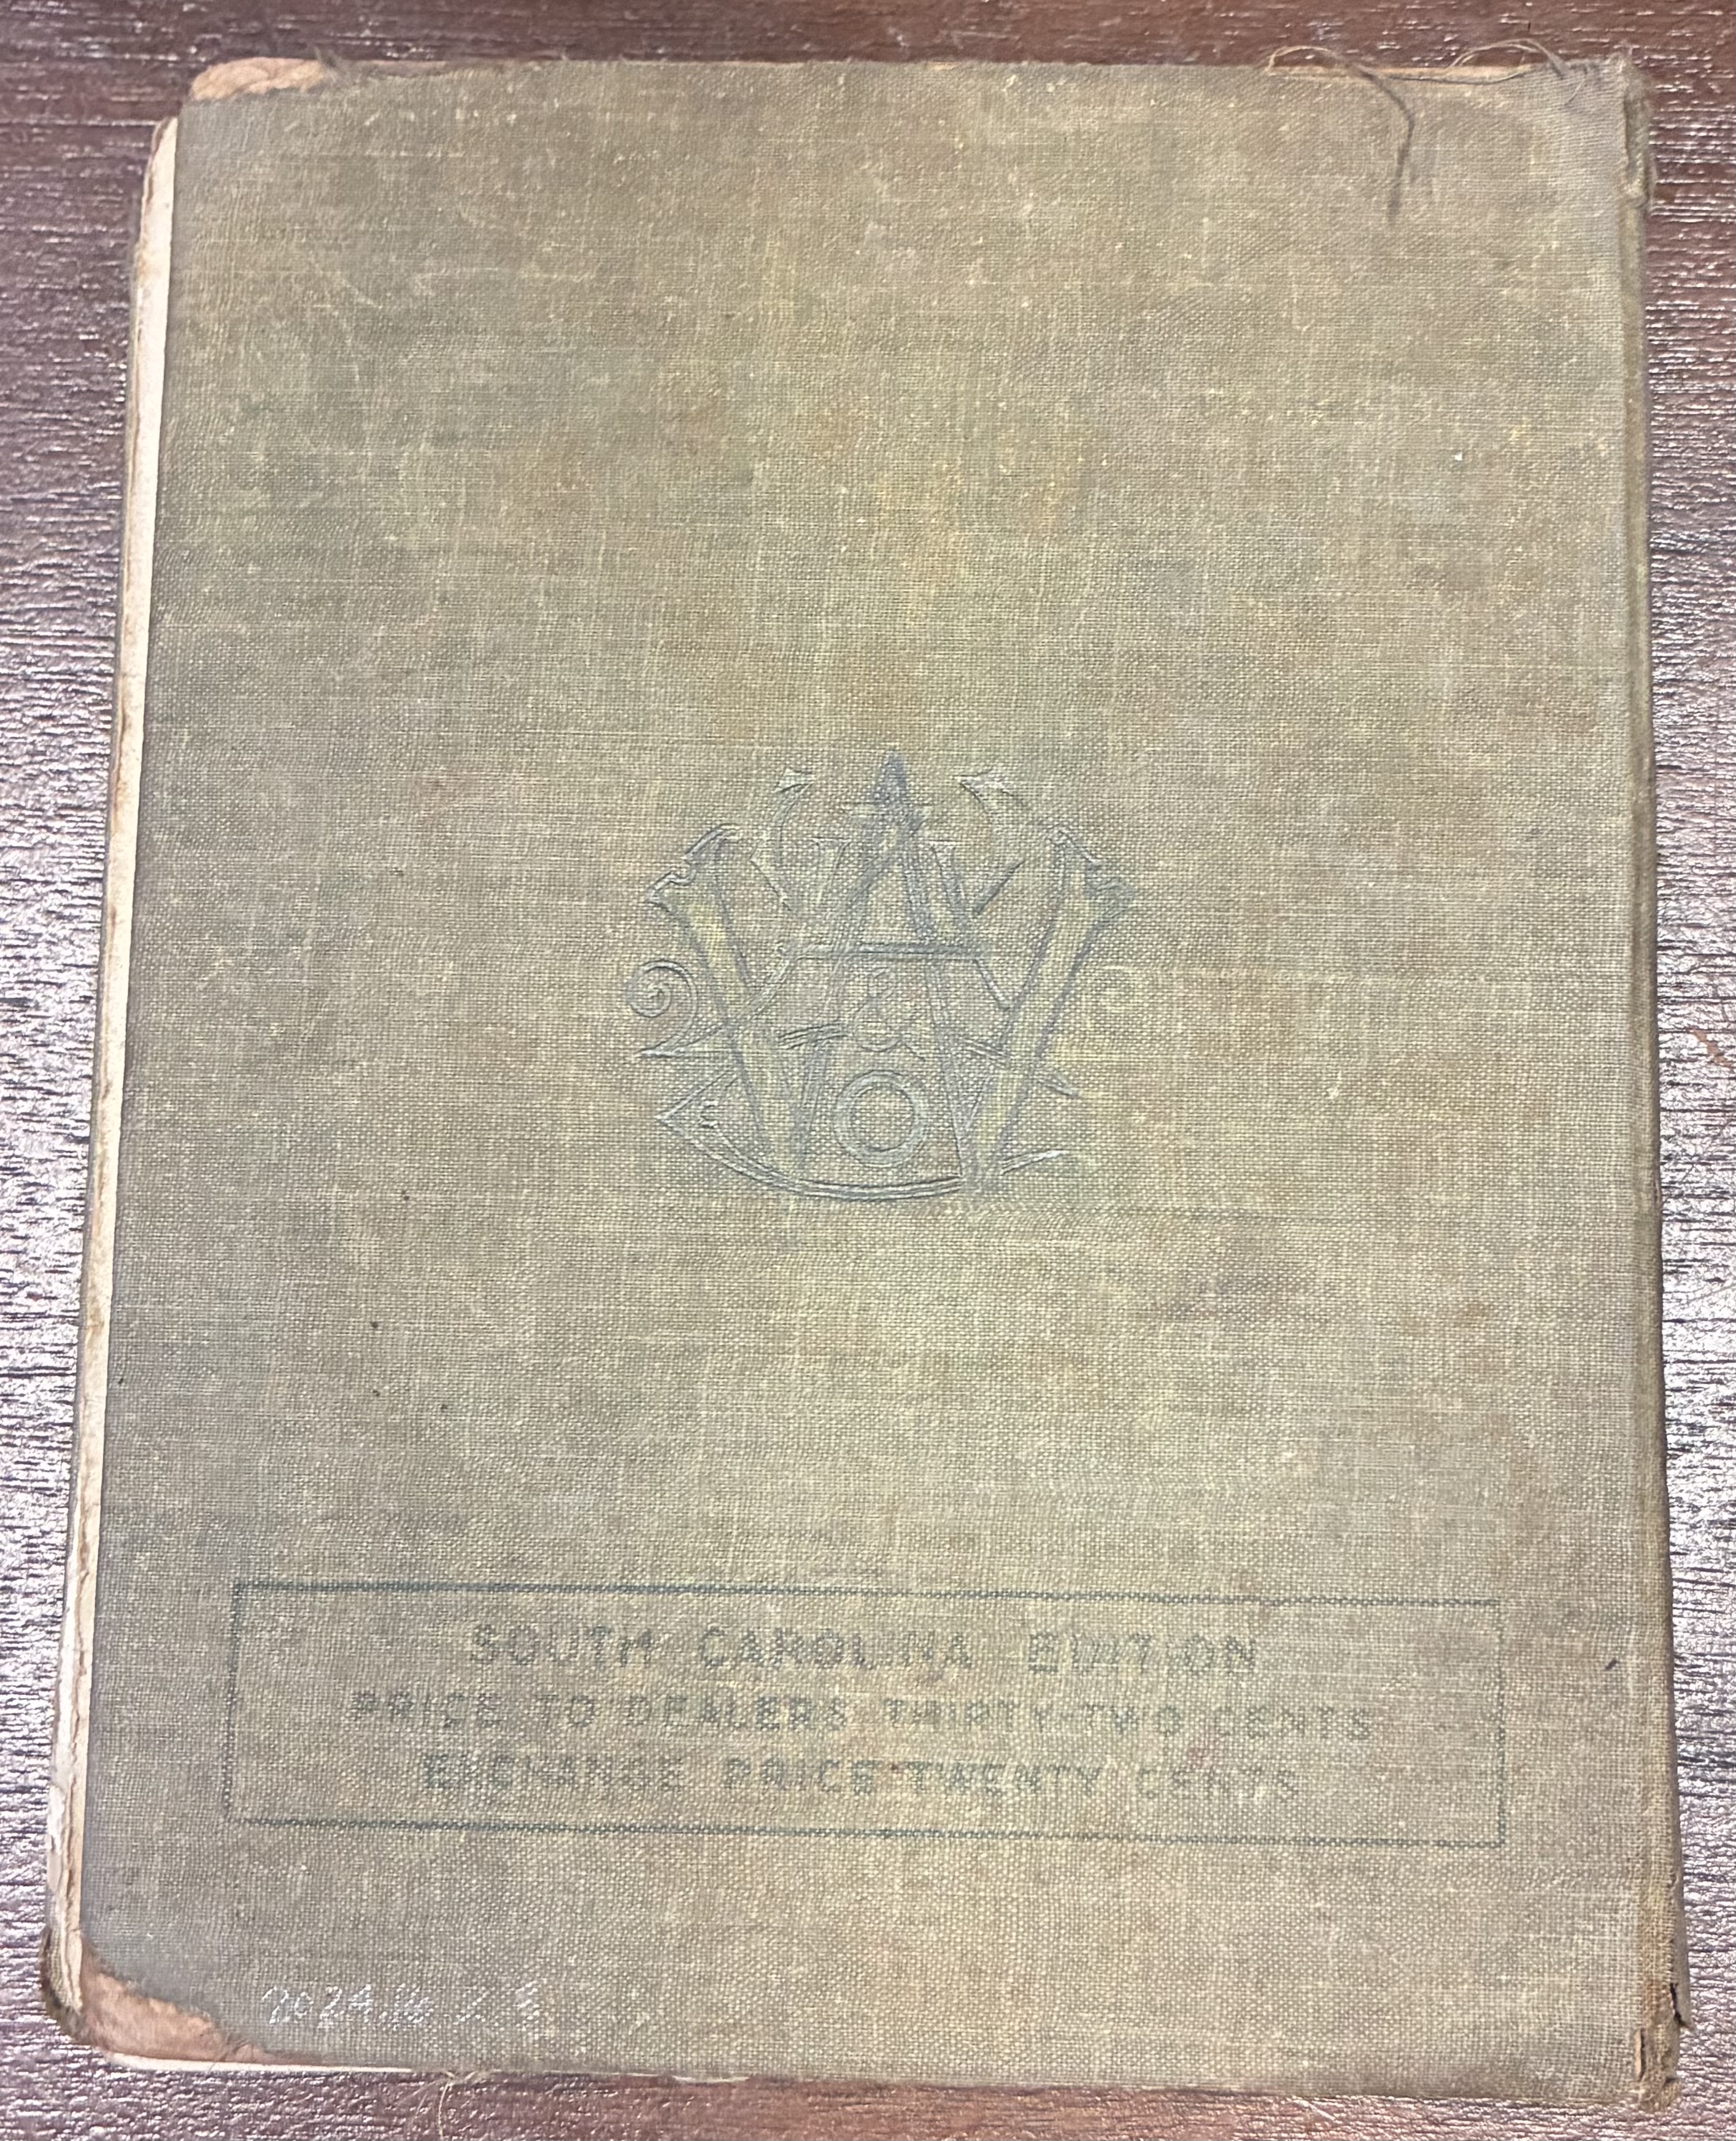 &
SOUTH CAROLINA EDITION
PRICE TO DEALERS THIRTY-TWO CENTS
EXCHANGE PRICE TWENTY CENTS